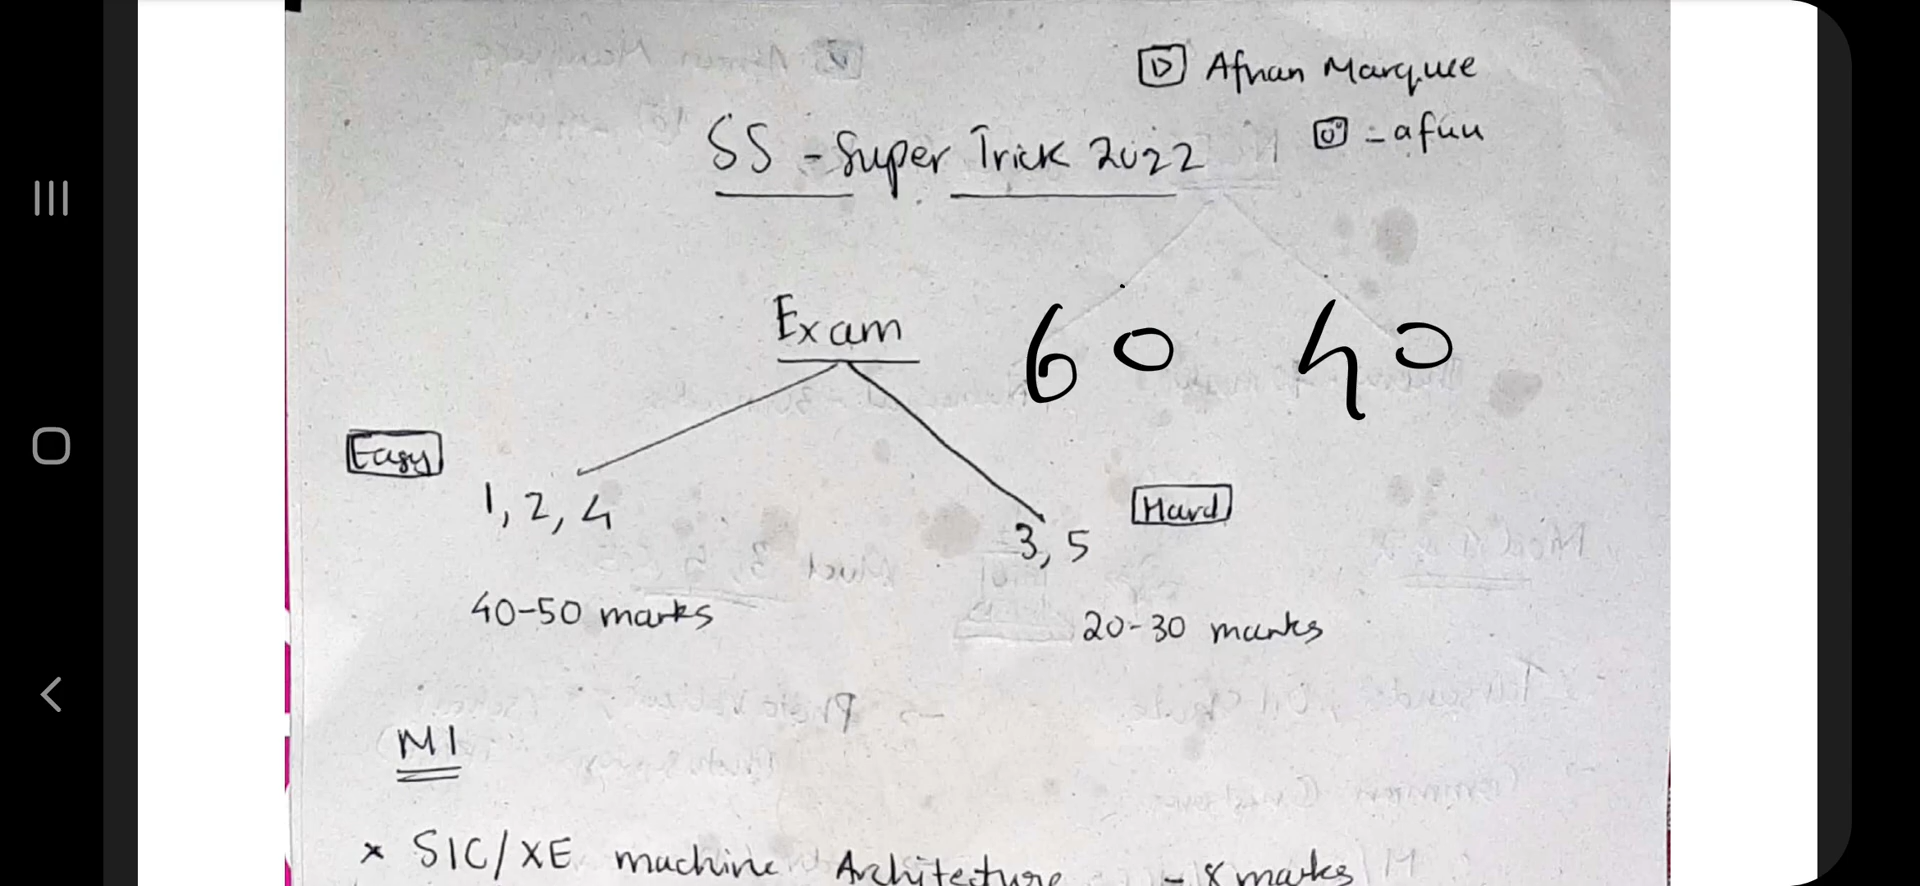 Afnan Marquee
SS - Super Trick 2022
- afuu
Exam
60 40
Easy
1, 2, 4
Hard
3, 5
40-50 marks
20-30 marks
M1
* SIC/XE machine Architecture - 8 marks